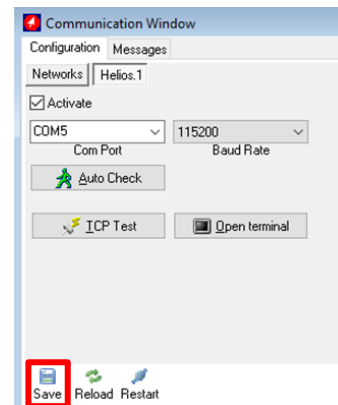 Communication Window
Configuration Messages
Networks Helios.1
Activate
COM5 115200
Com Port Baud Rate
Auto Check
TCP Test Open terminal
Save Reload Restart